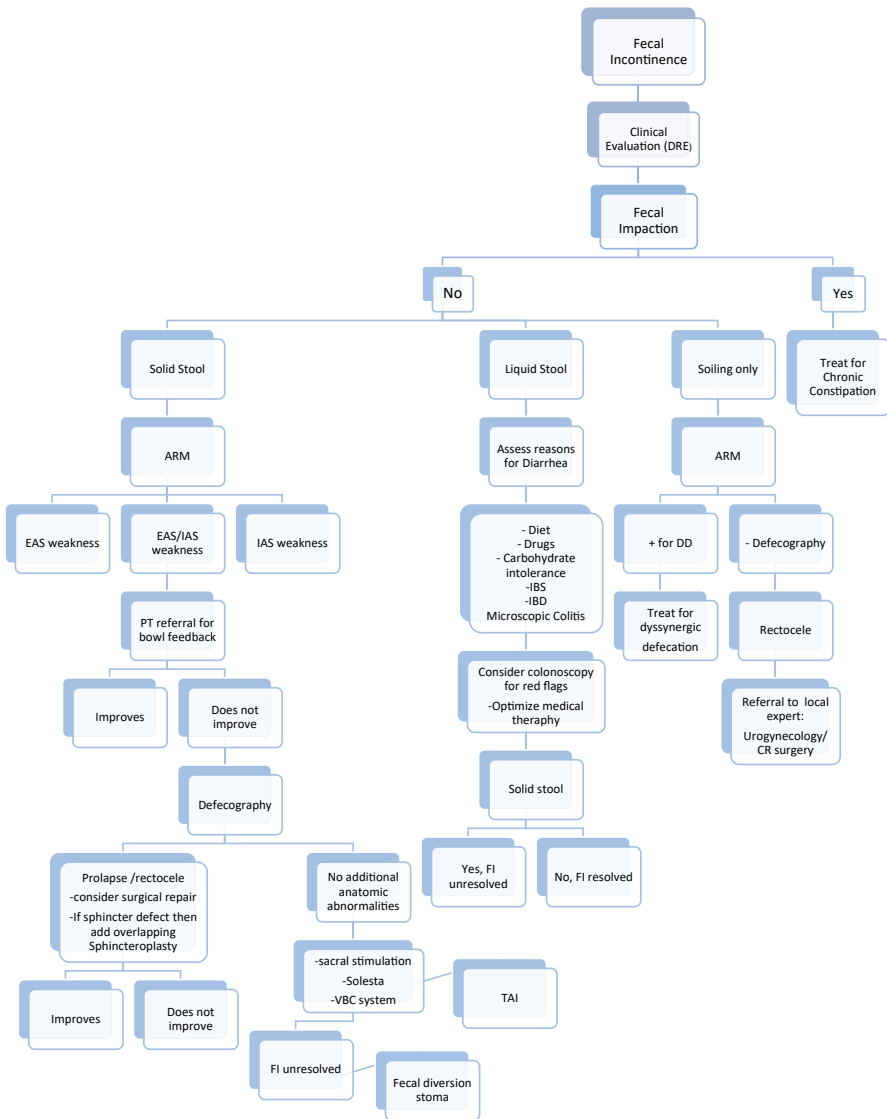 Fecal
Incontinence
Clinical
Evaluation (DRE)
Fecal
Impaction
No
Yes
Solid Stool
Liquid Stool
Soiling only
Treat for
Chronic
Constipation
ARM
Assess reasons
for Diarrhea
ARM
EAS weakness
EAS/IAS
weakness
IAS weakness
- Diet
- Drugs
- Carbohydrate
intolerance
-IBS
-IBD
Microscopic Colitis
+ for DD
- Defecography
PT referral for
bowl feedback
Treat for
dyssynergic
defecation
Rectocele
Improves
Does not
improve
Consider colonoscopy
for red flags
-Optimize medical
theraphy
Referral to local
expert:
Urogynecology/
CR surgery
Defecography
Solid stool
Prolapse /rectocele
-consider surgical repair
-If sphincter defect then
add overlapping
Sphincteroplasty
No additional
anatomic
abnormalities
Yes, FI
unresolved
No, FI resolved
Improves
Does not
improve
-sacral stimulation
-Solesta
-VBC system
TAI
FI unresolved
Fecal diversion
stoma